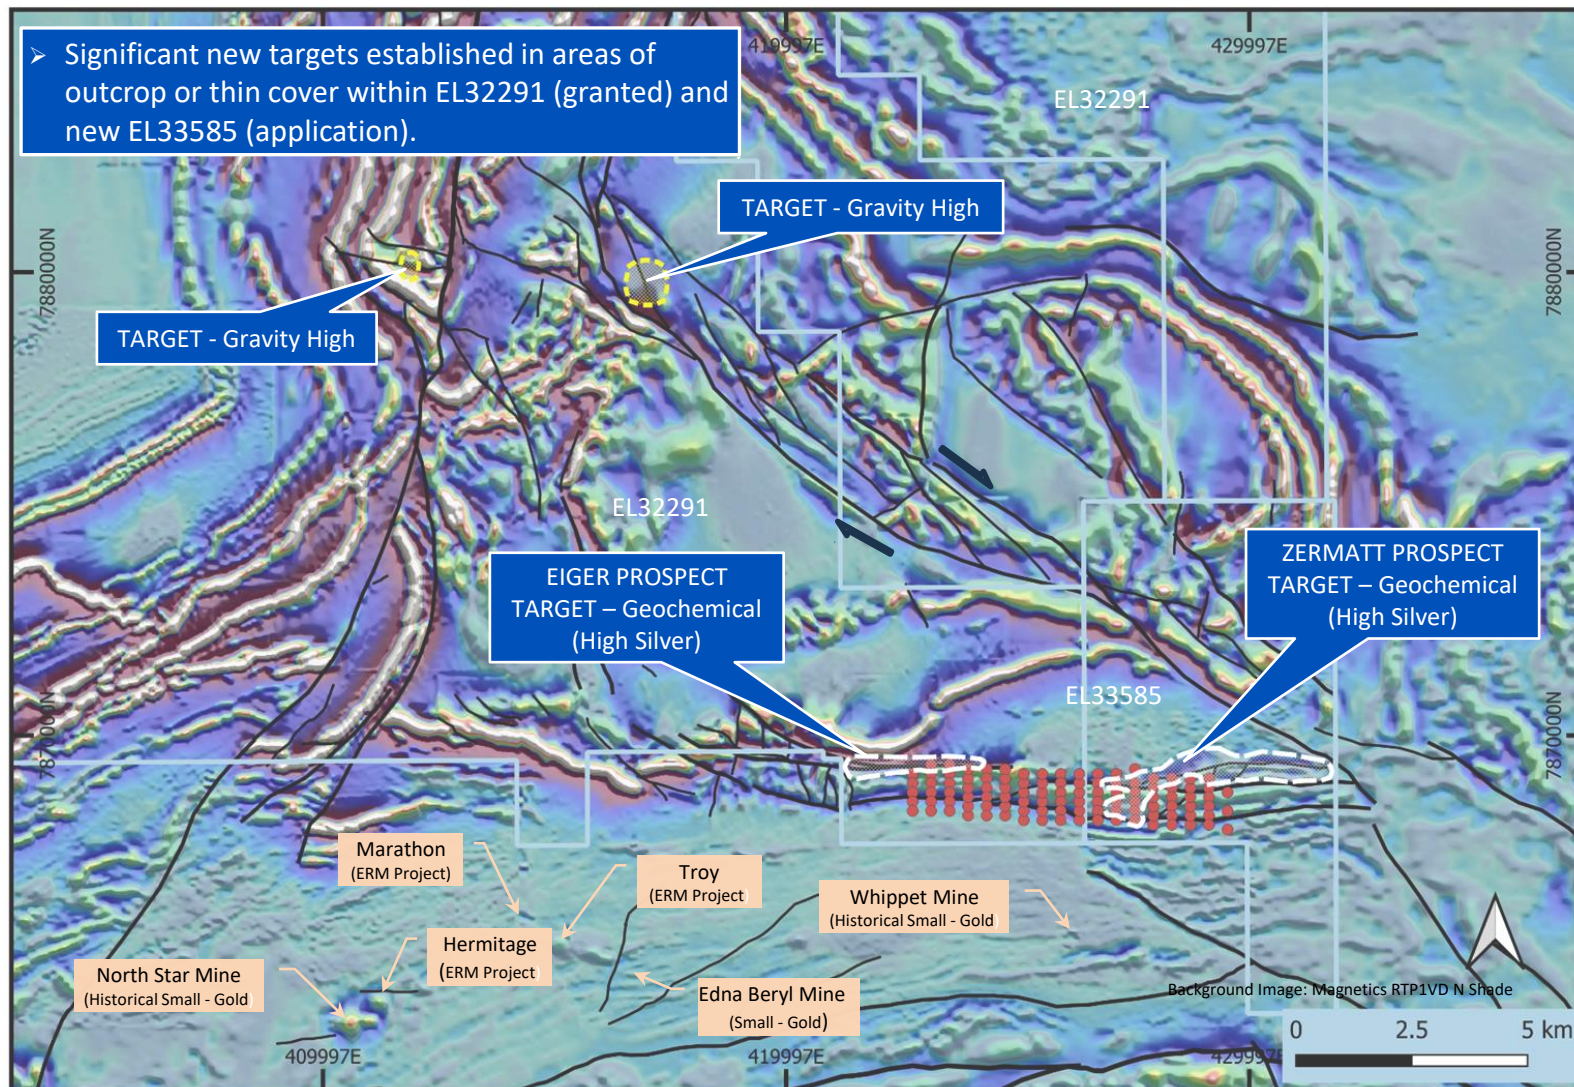 ➢ Significant new targets established in areas of
outcrop or thin cover within EL32291 (granted) and
new EL33585 (application).
419997E
429997E
EL32291
TARGET - Gravity High
7880000N
7880000N
TARGET - Gravity High
EL32291
EIGER PROSPECT
TARGET – Geochemical
(High Silver)
ZERMATT PROSPECT
TARGET – Geochemical
(High Silver)
EL33585
7870000N
7870000N
Marathon
(ERM Project)
Troy
(ERM Project)
Whippet Mine
(Historical Small - Gold)
Hermitage
(ERM Project)
North Star Mine
(Historical Small - Gold)
Edna Beryl Mine
(Small - Gold)
Background Image: Magnetics RTP1VD N Shade
0 2.5 5 km
409997E
419997E
429997E